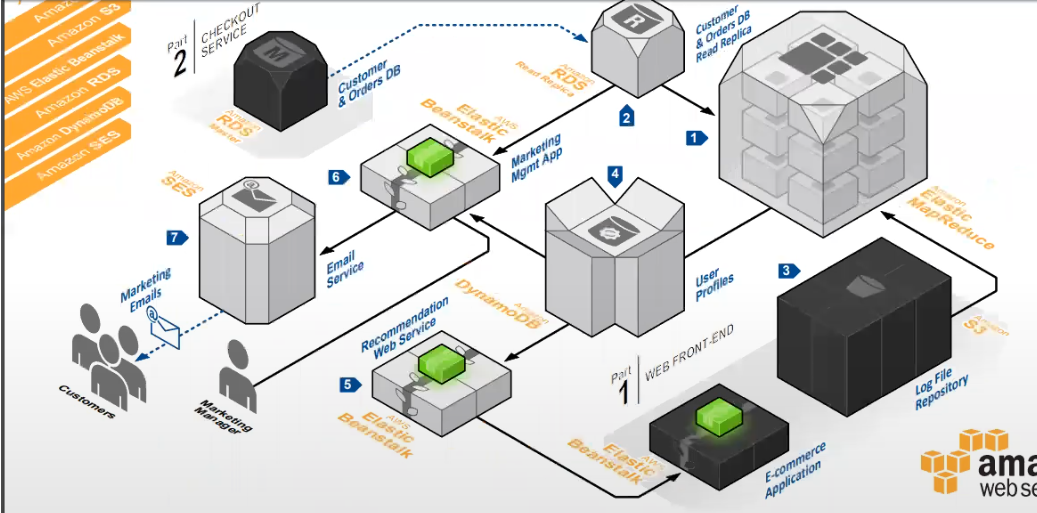 Amazon S3
AWS Elastic Beanstalk
Amazon RDS
Amazon DynamoDB
Amazon SES
Part
2
CHECKOUT
SERVICE
M
Customer
& Orders DB
Amazon
RDS
Master
R
Customer
& Orders DB
Read Replica
Amazon
RDS
Read Replica
2
1
Amazon
Elastic
MapReduce
AWS
Elastic
Beanstalk
Marketing
Mgmt App
6
4
User
Profiles
Amazon
DynamoDB
Amazon
SES
@
7
Email
Service
3
Amazon
S3
Log File
Repository
Marketing
Emails
@
Customers
Marketing
Manager
Recommendation
Web Service
5
AWS
Elastic
Beanstalk
Part
1
WEB FRONT-END
AWS
Elastic
Beanstalk
E-commerce
Application
ama
web se